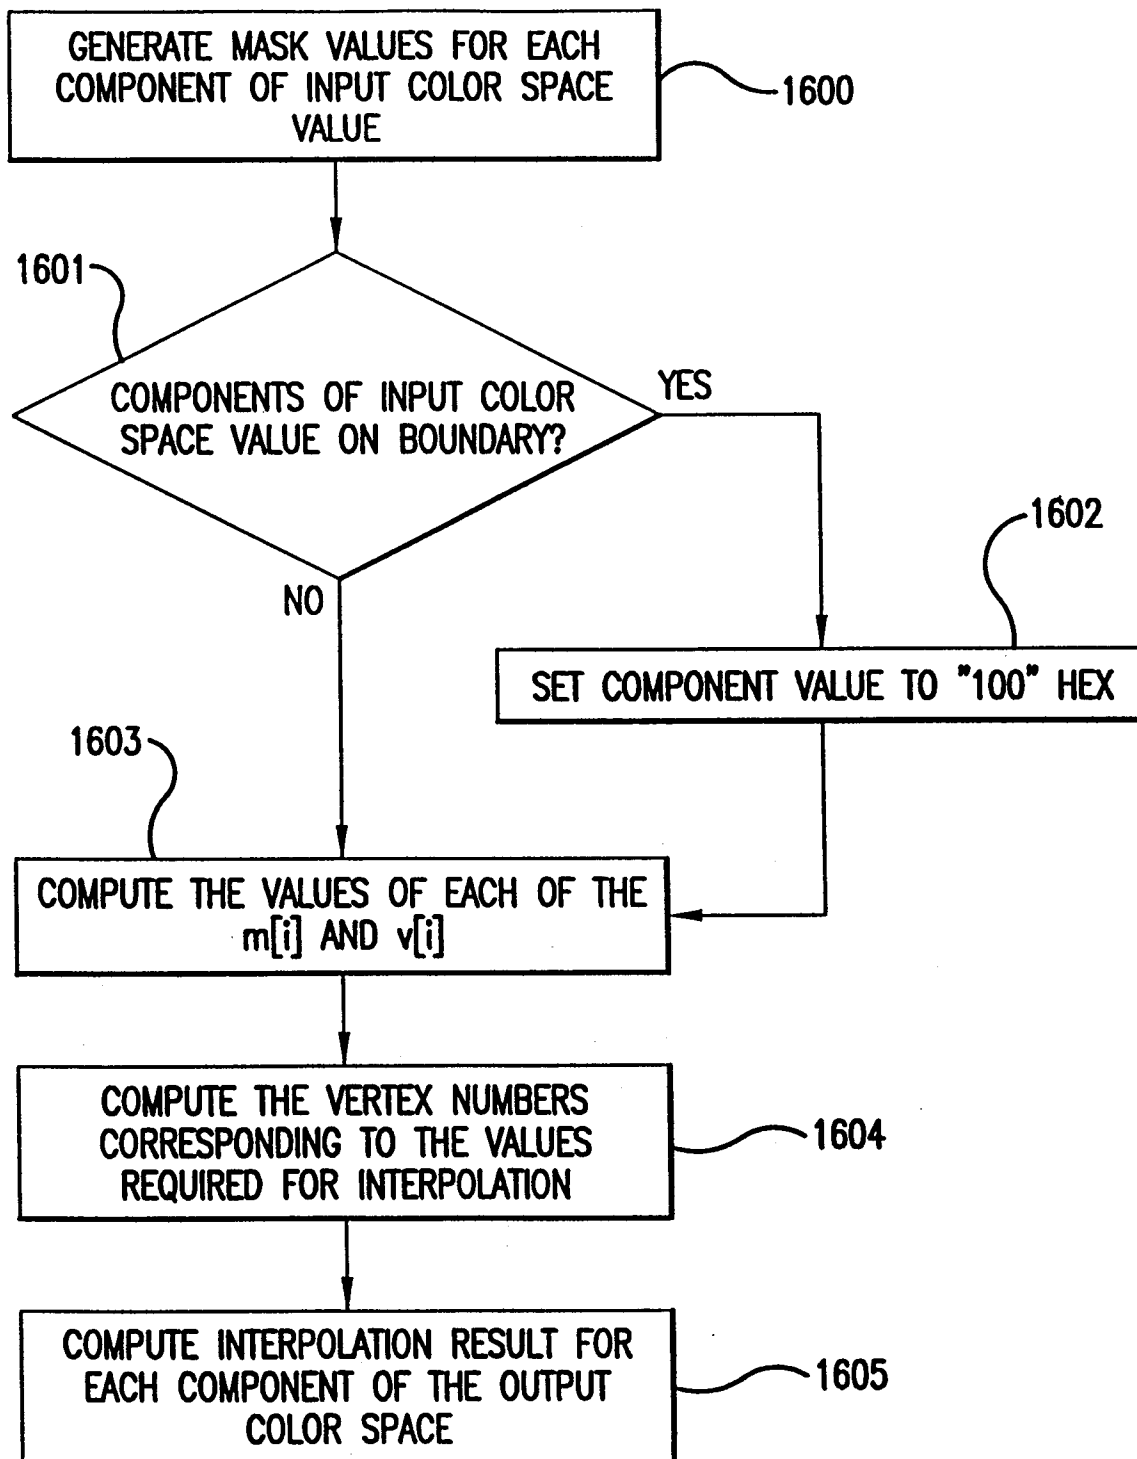 GENERATE MASK VALUES FOR EACH
COMPONENT OF INPUT COLOR SPACE
VALUE
1600
1601
COMPONENTS OF INPUT COLOR
SPACE VALUE ON BOUNDARY?
YES
NO
1602
SET COMPONENT VALUE TO "100" HEX
1603
COMPUTE THE VALUES OF EACH OF THE
m[i] AND v[i]
COMPUTE THE VERTEX NUMBERS
CORRESPONDING TO THE VALUES
REQUIRED FOR INTERPOLATION
1604
COMPUTE INTERPOLATION RESULT FOR
EACH COMPONENT OF THE OUTPUT
COLOR SPACE
1605